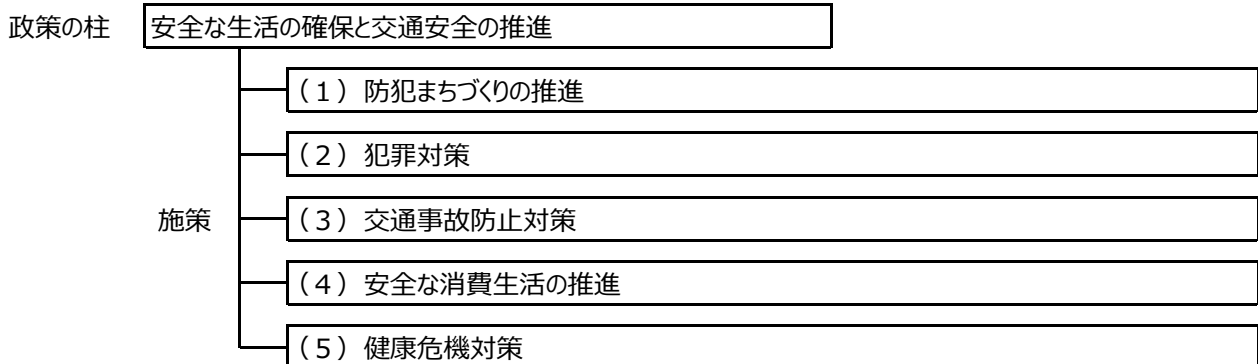 政策の柱 安全な生活の確保と交通安全の推進
（１）防犯まちづくりの推進
（２）犯罪対策
施策 （３）交通事故防止対策
（４）安全な消費生活の推進
（５）健康危機対策